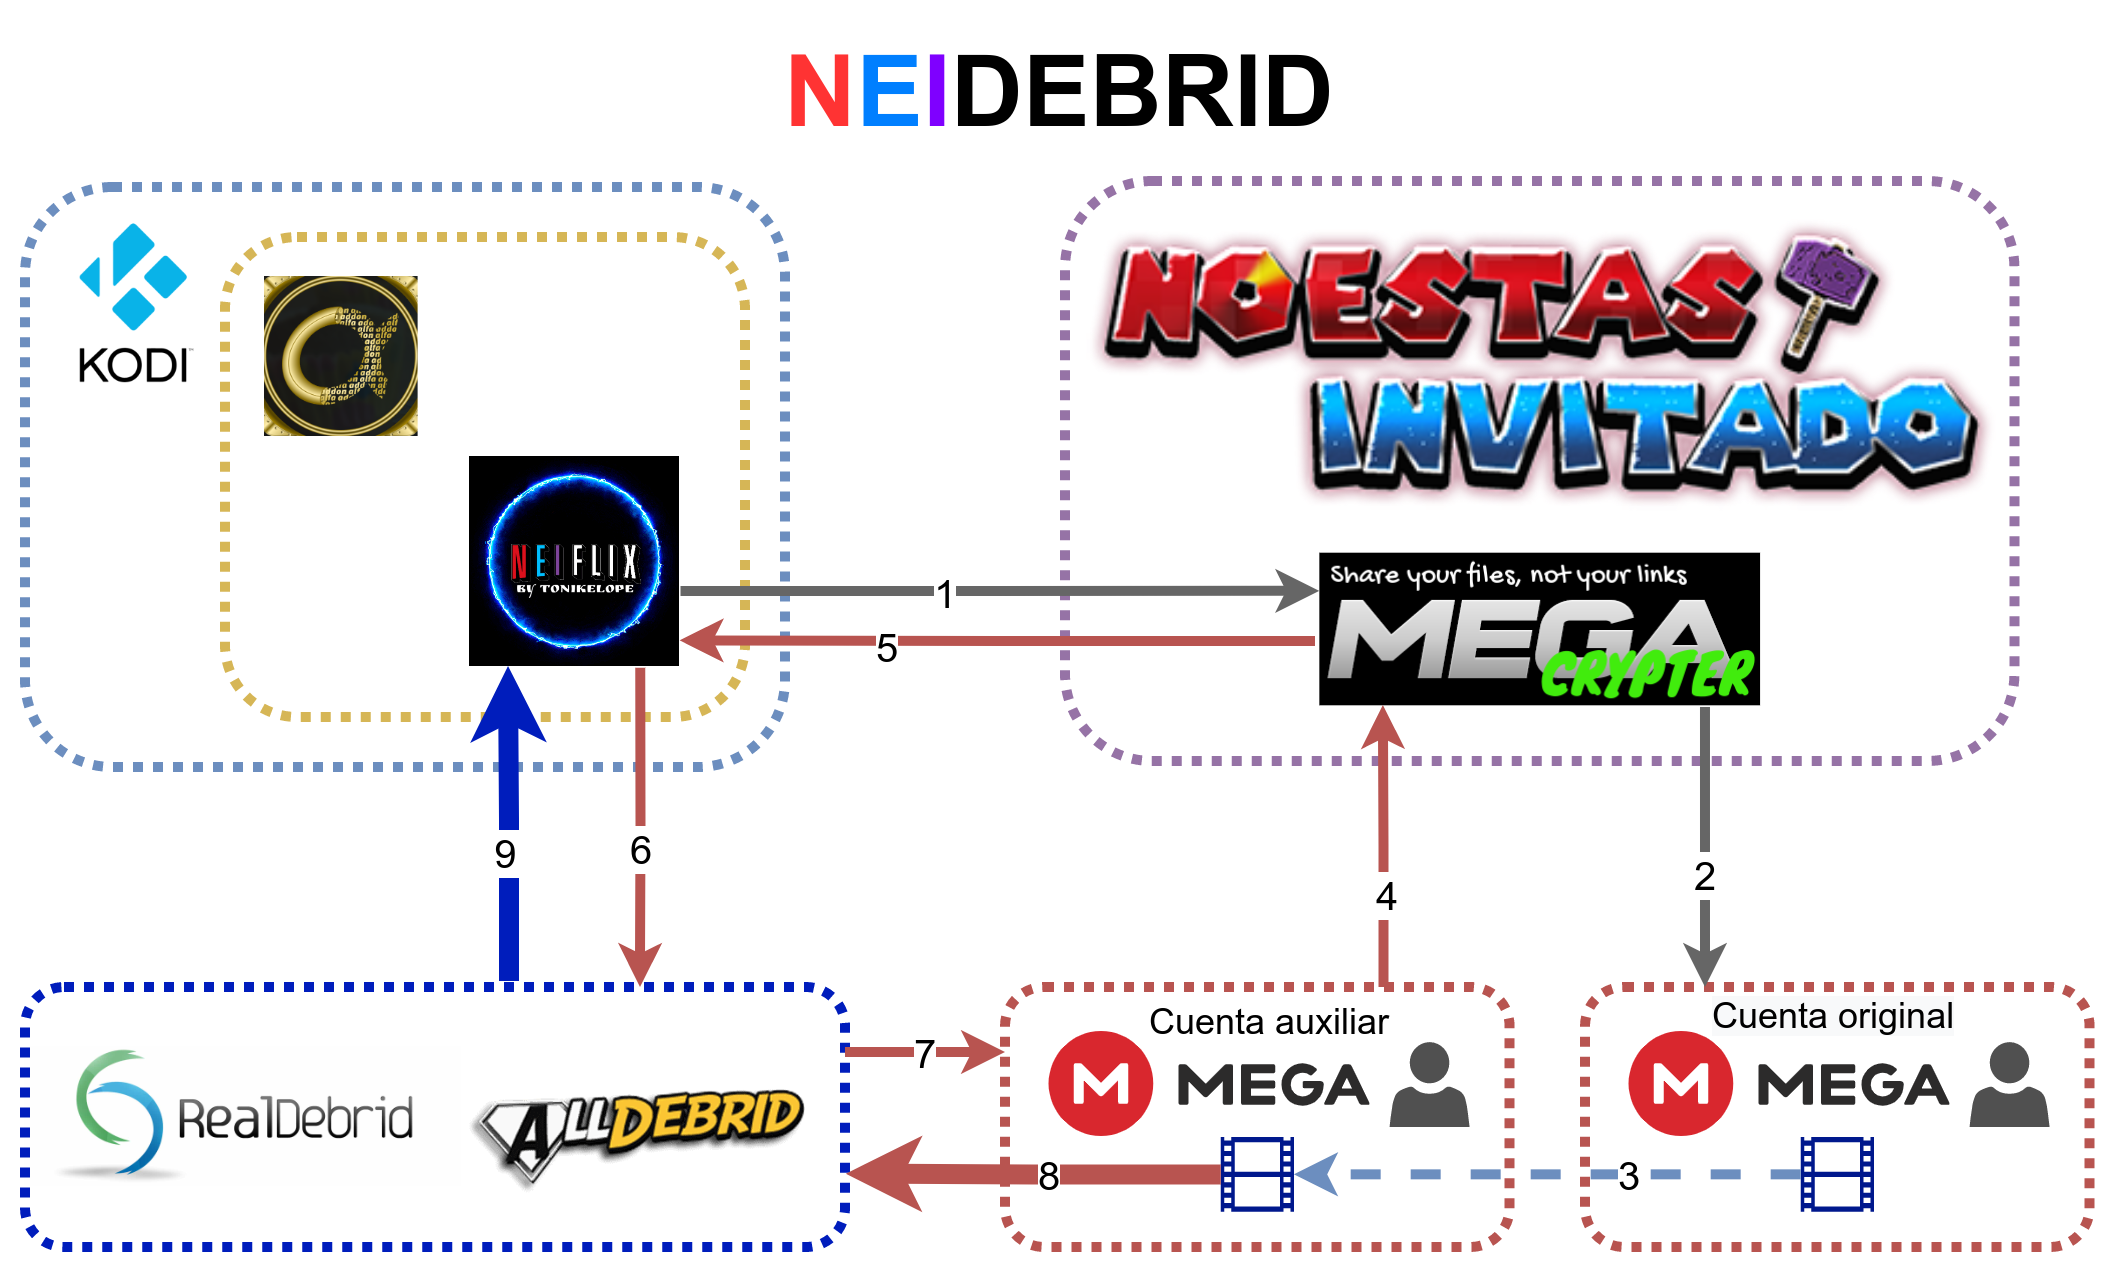 NEIDEBRID
KODI
NOESTAS
INVITADO
NEIFLIX
BY TONIKELOPE
Share your files, not your links
MEGA
CRYPTER
1
5
9
6
4
2
Cuenta auxiliar
Cuenta original
7
M MEGA
M MEGA
RealDebrid
ALLDEBRID
8
3